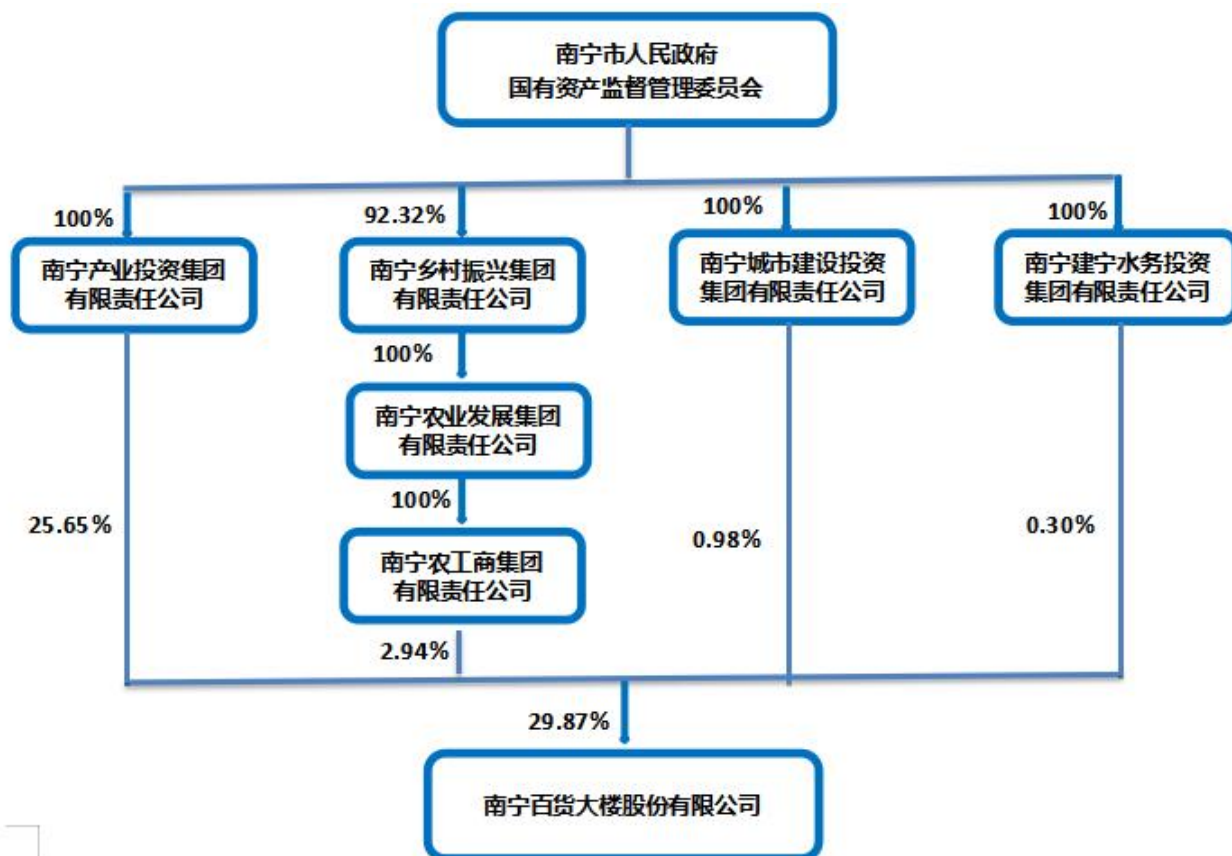 南宁市人民政府
国有资产监督管理委员会
100%
92.32%
100%
100%
南宁产业投资集团
有限责任公司
南宁乡村振兴集团
有限责任公司
南宁城市建设投资
集团有限责任公司
南宁建宁水务投资
集团有限责任公司
100%
南宁农业发展集团
有限责任公司
100%
25.65%
南宁农工商集团
有限责任公司
0.98%
0.30%
2.94%
29.87%
南宁百货大楼股份有限公司